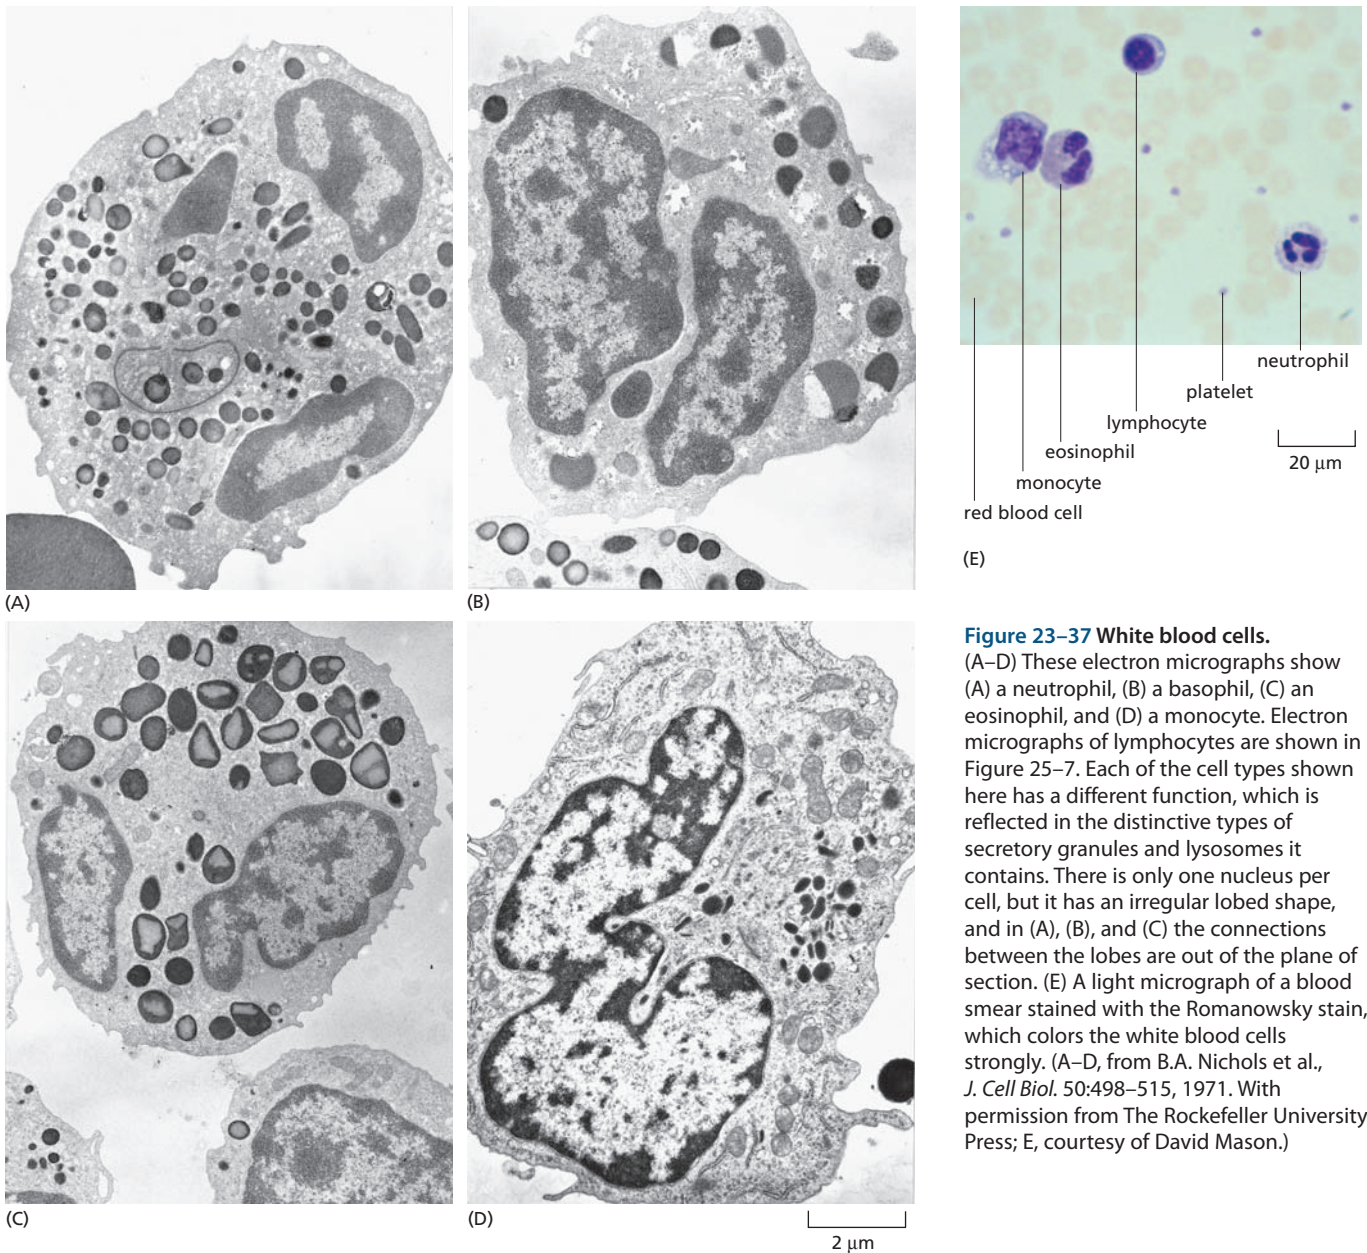 neutrophil
platelet
lymphocyte
eosinophil
20 μm
monocyte
red blood cell
(E)
(A)
(B)
Figure 23–37 White blood cells.
(A–D) These electron micrographs show
(A) a neutrophil, (B) a basophil, (C) an
eosinophil, and (D) a monocyte. Electron
micrographs of lymphocytes are shown in
Figure 25–7. Each of the cell types shown
here has a different function, which is
reflected in the distinctive types of
secretory granules and lysosomes it
contains. There is only one nucleus per
cell, but it has an irregular lobed shape,
and in (A), (B), and (C) the connections
between the lobes are out of the plane of
section. (E) A light micrograph of a blood
smear stained with the Romanowsky stain,
which colors the white blood cells
strongly. (A–D, from B.A. Nichols et al.,
J. Cell Biol. 50:498–515, 1971. With
permission from The Rockefeller University
Press; E, courtesy of David Mason.)
(C)
(D)
2 μm